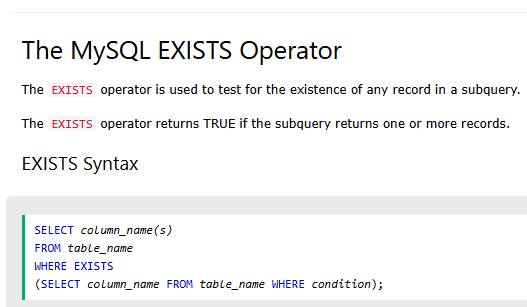 The MySQL EXISTS Operator
The EXISTS operator is used to test for the existence of any record in a subquery.
The EXISTS operator returns TRUE if the subquery returns one or more records.
EXISTS Syntax
SELECT column_name(s)
FROM table_name
WHERE EXISTS
(SELECT column_name FROM table_name WHERE condition);